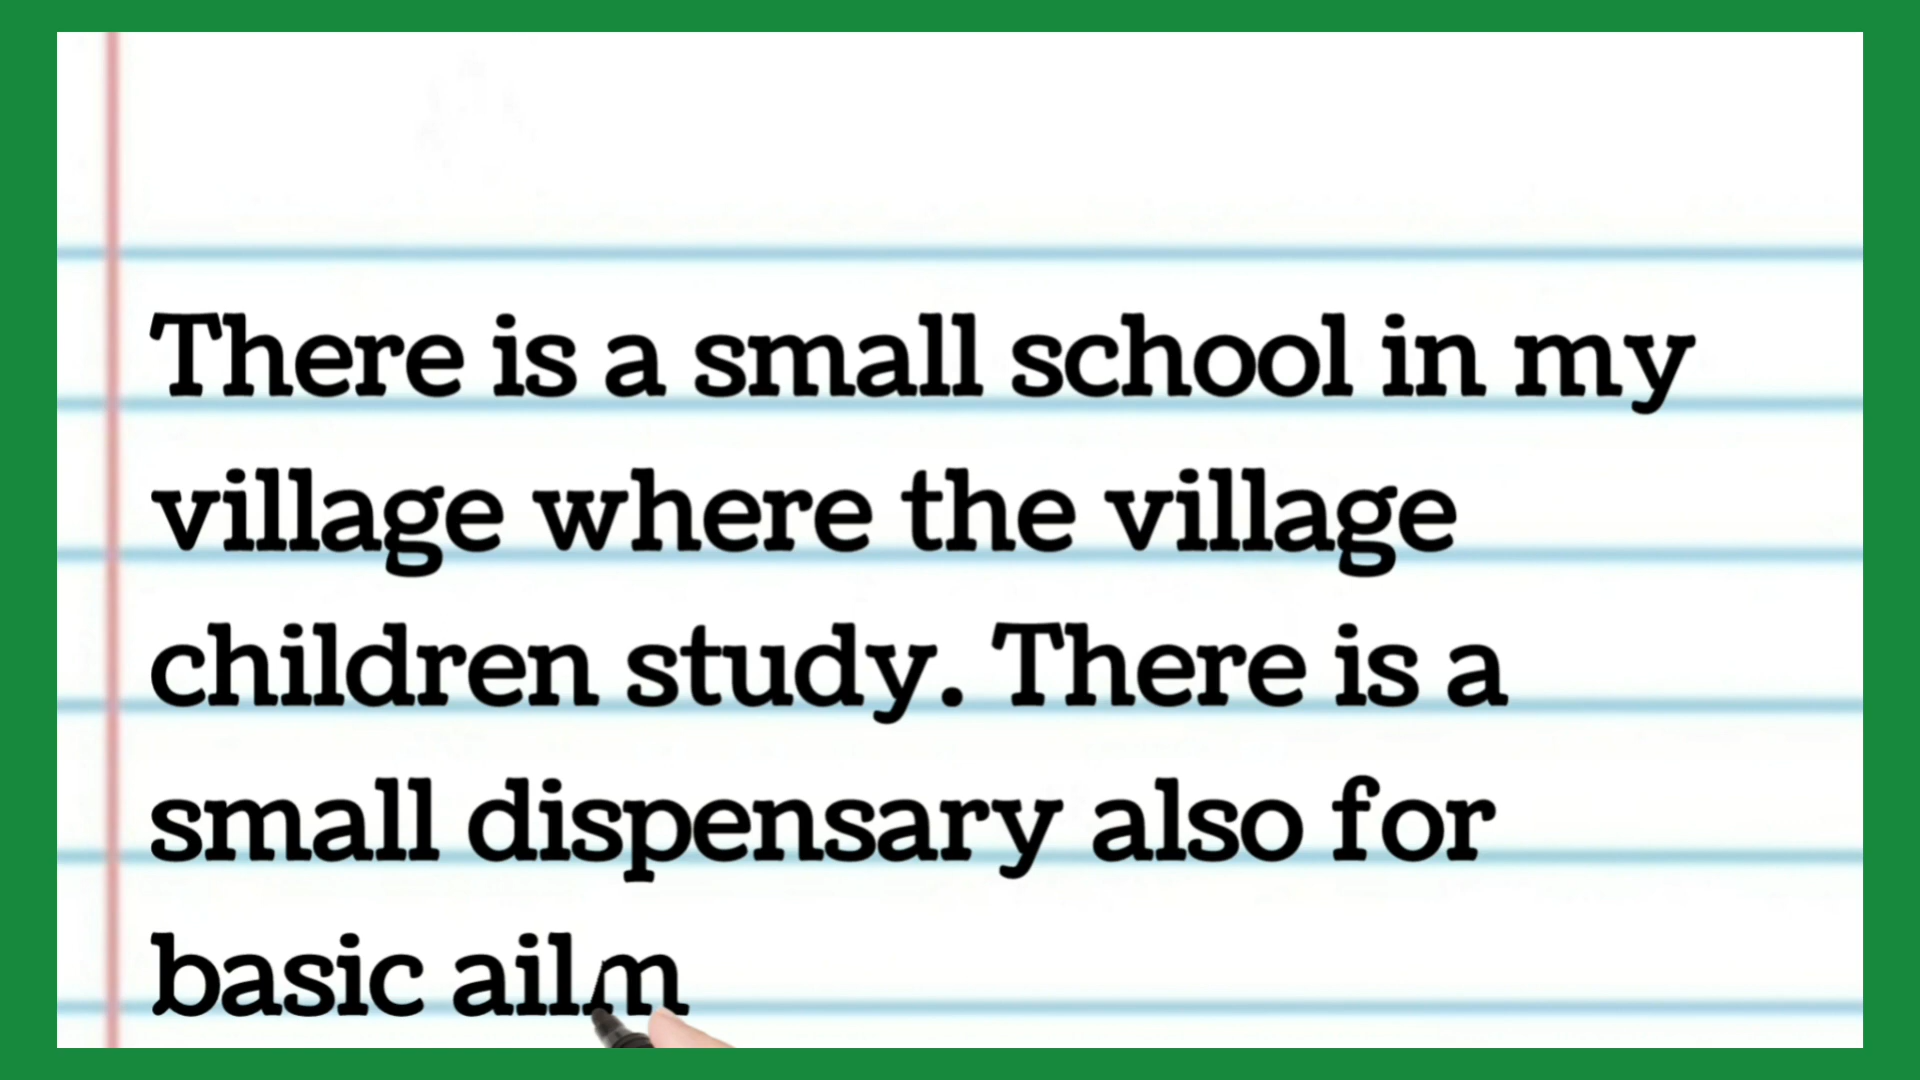 There is a small school in my
village where the village
children study. There is a
small dispensary also for
basic ailm